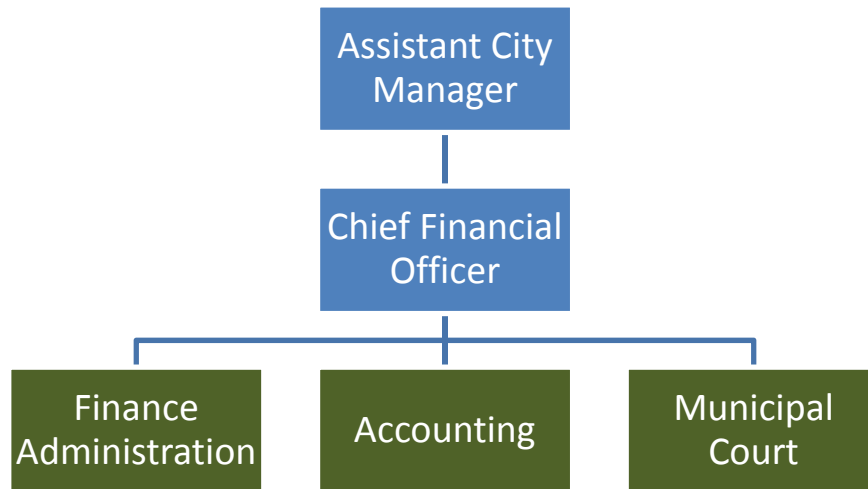 Assistant City
Manager
Chief Financial
Officer
Finance
Administration
Accounting
Municipal
Court